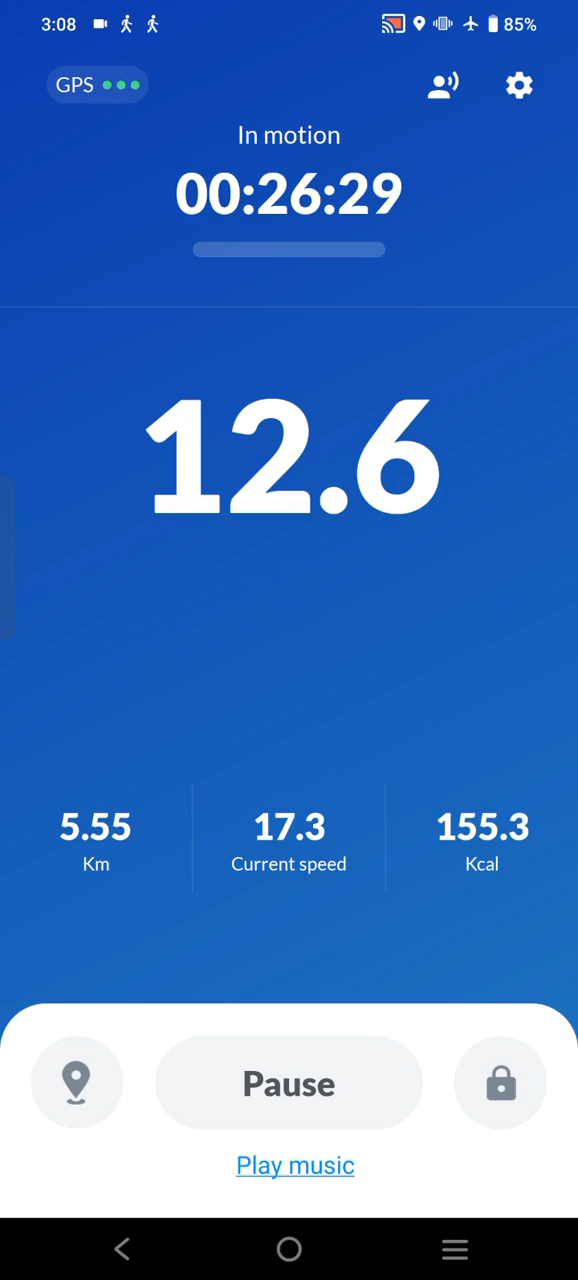 3:08 85%
GPS
In motion
00:26:29
12.6
5.55 17.3 155.3
Km Current speed Kcal
Pause
Play music